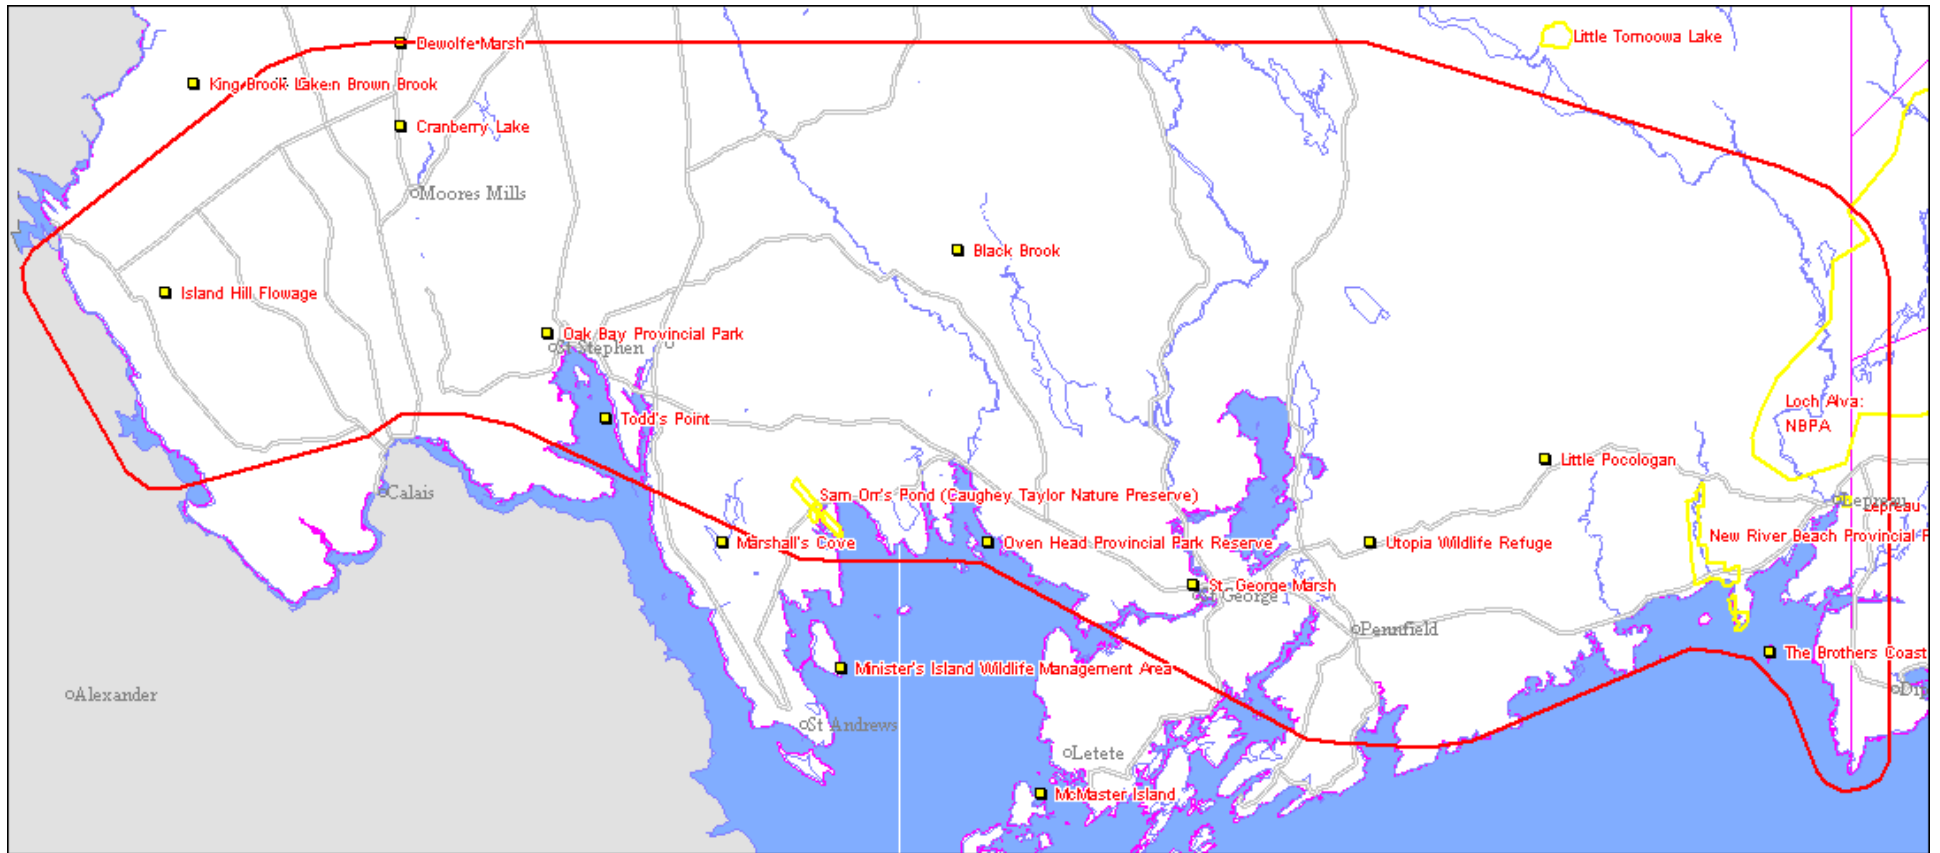 Little Tomoowa Lake
Dewolfe Marsh
King Brook Lake
n Brown Brook
Cranberry Lake
Moores Mills
Black Brook
Island Hill Flowage
Oak Bay Provincial Park
St Stephen
Loch Alva:
NBPA
Todd's Point
Little Pocologan
Calais
Sam Orr's Pond (Caughey Taylor Nature Preserve)
Lepreau
Lepreau
New River Beach Provincial P
Marshall's Cove
Oven Head Provincial Park Reserve
Utopia Wildlife Refuge
St. George Marsh
St George
Pennfield
The Brothers Coast
Minister's Island Wildlife Management Area
Alexander
Dip
St Andrews
Letete
McMaster Island